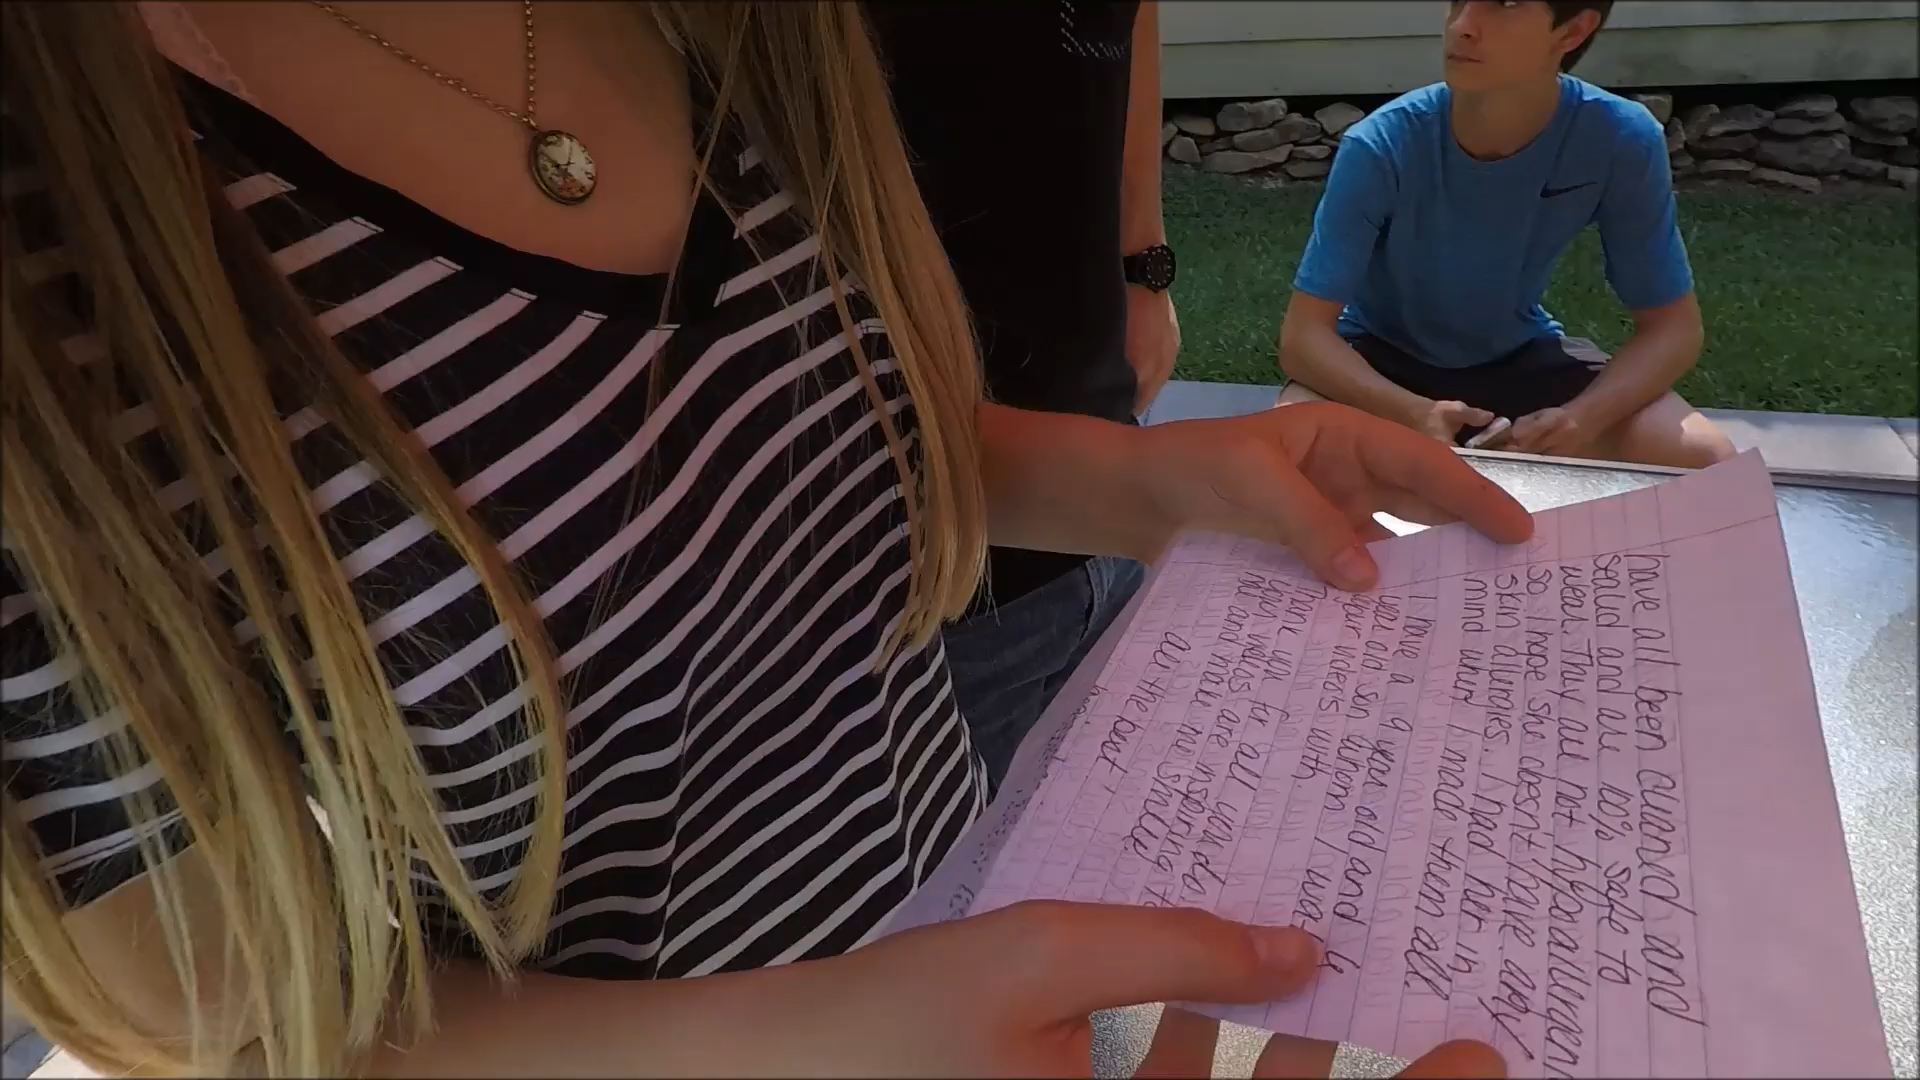 have all been cleaned and
sealed and are 100% safe to
wear. They are not hypoallergen
so I hope she doesn't have any
skin allergies. I had her in
mind when I made them all.
I have a 9 year old and
year old son whom I watch
your videos with.
Thank you for all you do.
Your videos are inspiring to
me and make me smile
all the